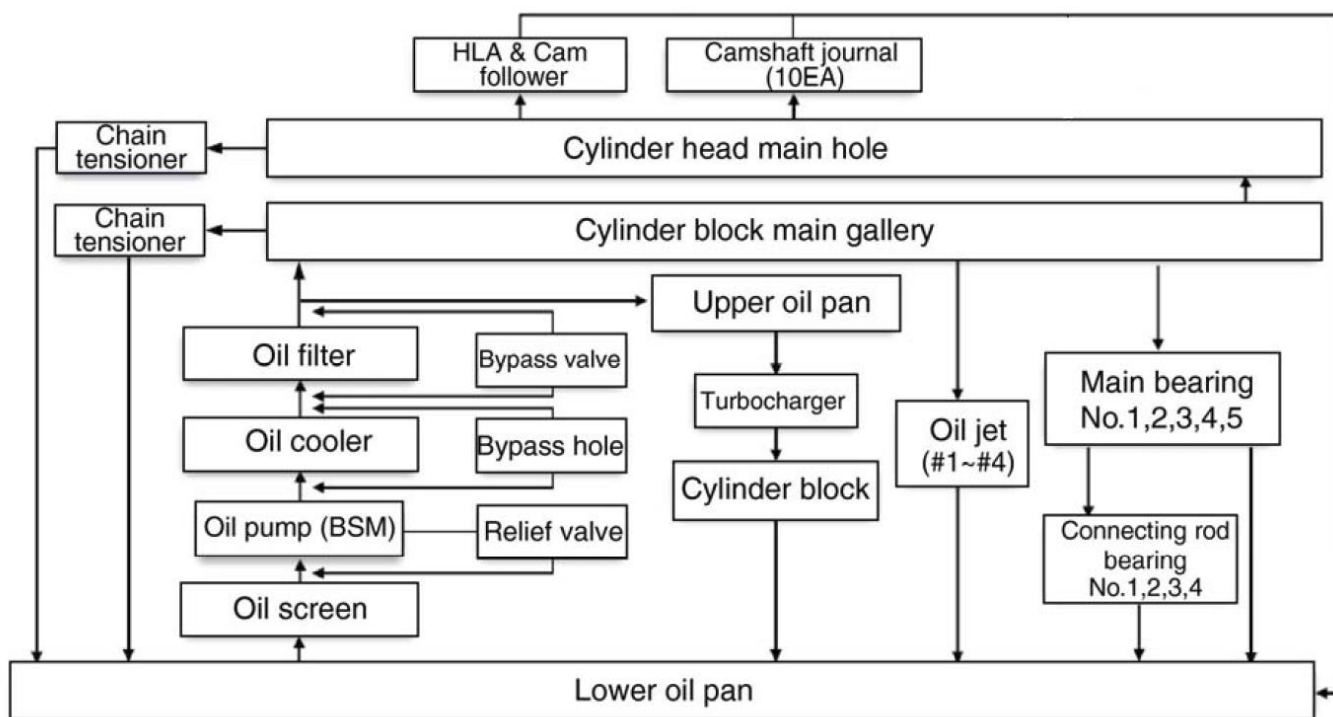 HLA & Cam
follower
Camshaft journal
(10EA)
Chain
tensioner
Cylinder head main hole
Chain
tensioner
Cylinder block main gallery
Upper oil pan
Oil filter
Bypass valve
Turbocharger
Main bearing
No.1,2,3,4,5
Oil cooler
Bypass hole
Oil jet
(#1~#4)
Cylinder block
Oil pump (BSM)
Relief valve
Connecting rod
bearing
No.1,2,3,4
Oil screen
Lower oil pan